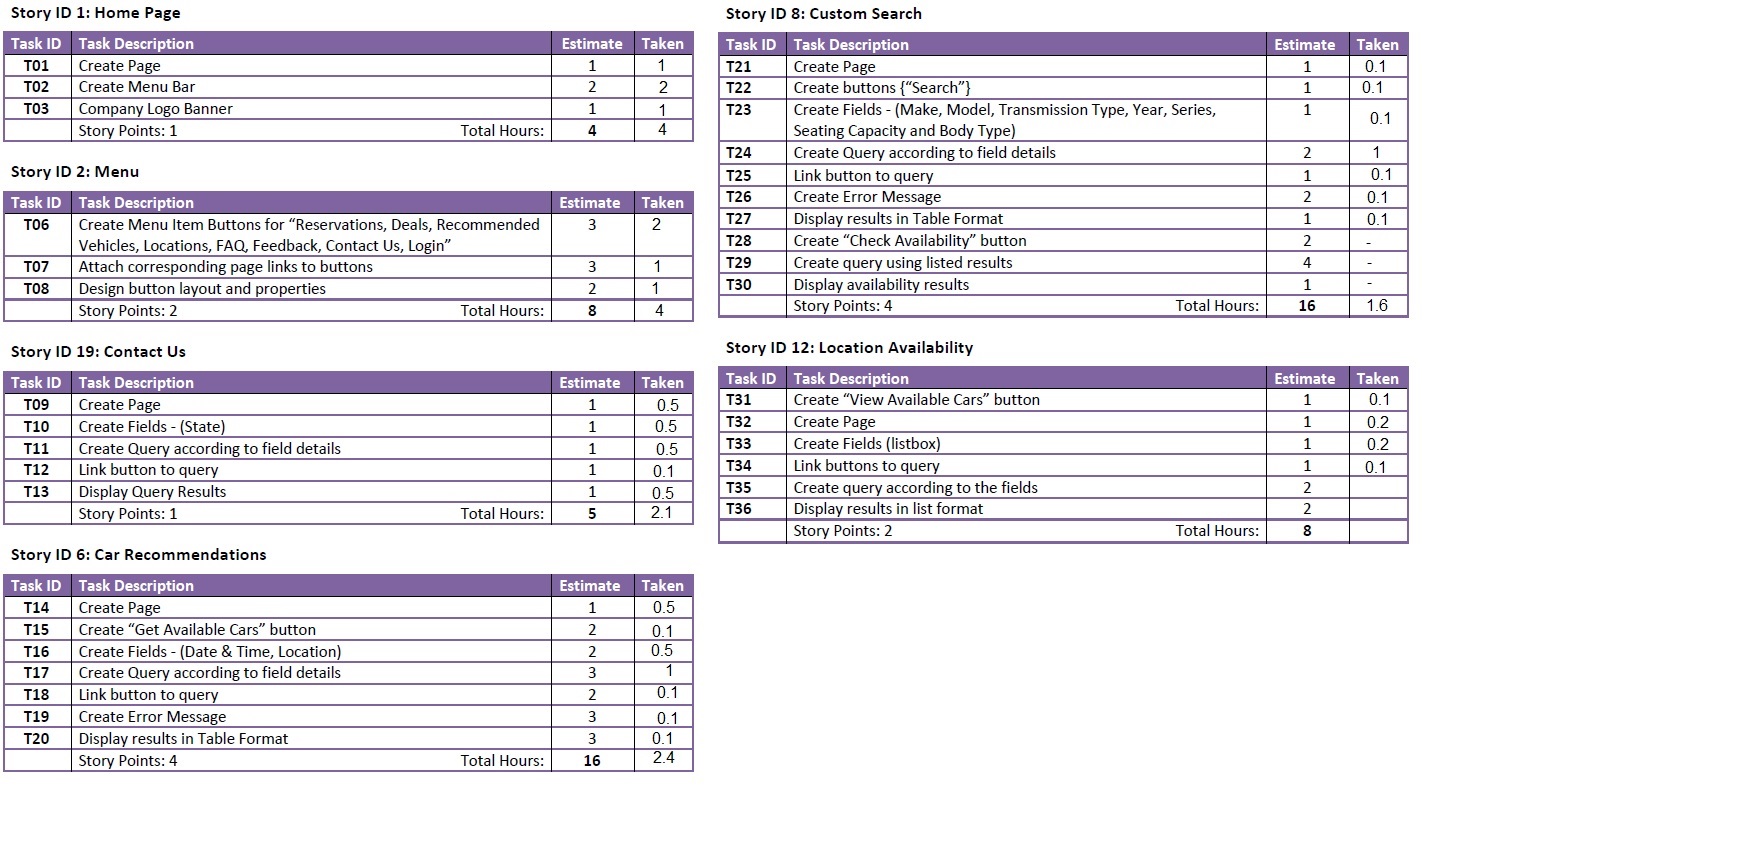 Story ID 1: Home Page
Task ID Task Description Estimate Taken
T01 Create Page 1 1
T02 Create Menu Bar 2 2
T03 Company Logo Banner 1 1
Story Points: 1 Total Hours: 4 4
Story ID 2: Menu
Task ID Task Description Estimate Taken
T06 Create Menu Item Buttons for “Reservations, Deals, Recommended 3 2
Vehicles, Locations, FAQ, Feedback, Contact Us, Login”
T07 Attach corresponding page links to buttons 3 1
T08 Design button layout and properties 2 1
Story Points: 2 Total Hours: 8 4
Story ID 19: Contact Us
Task ID Task Description Estimate Taken
T09 Create Page 1 0.5
T10 Create Fields - (State) 1 0.5
T11 Create Query according to field details 1 0.5
T12 Link button to query 1 0.1
T13 Display Query Results 1 0.5
Story Points: 1 Total Hours: 5 2.1
Story ID 6: Car Recommendations
Task ID Task Description Estimate Taken
T14 Create Page 1 0.5
T15 Create “Get Available Cars” button 2 0.1
T16 Create Fields - (Date & Time, Location) 2 0.5
T17 Create Query according to field details 3 1
T18 Link button to query 2 0.1
T19 Create Error Message 3 0.1
T20 Display results in Table Format 3 0.1
Story Points: 4 Total Hours: 16 2.4
Story ID 8: Custom Search
Task ID Task Description Estimate Taken
T21 Create Page 1 0.1
T22 Create buttons {“Search”} 1 0.1
T23 Create Fields - (Make, Model, Transmission Type, Year, Series, 1 0.1
Seating Capacity and Body Type)
T24 Create Query according to field details 2 1
T25 Link button to query 1 0.1
T26 Create Error Message 2 0.1
T27 Display results in Table Format 1 0.1
T28 Create “Check Availability” button 2 -
T29 Create query using listed results 4 -
T30 Display availability results 1 -
Story Points: 4 Total Hours: 16 1.6
Story ID 12: Location Availability
Task ID Task Description Estimate Taken
T31 Create “View Available Cars” button 1 0.1
T32 Create Page 1 0.2
T33 Create Fields (listbox) 1 0.2
T34 Link buttons to query 1 0.1
T35 Create query according to the fields 2
T36 Display results in list format 2
Story Points: 2 Total Hours: 8